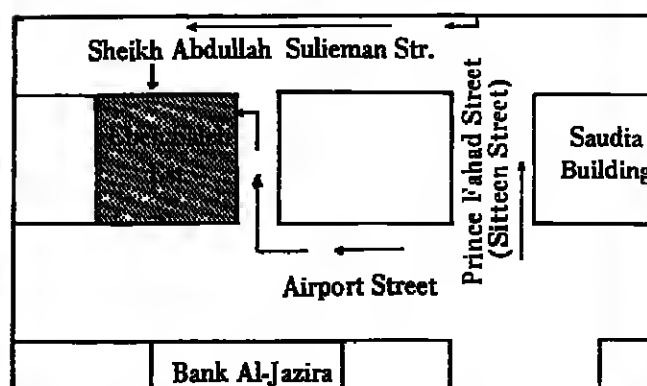 Sheikh Abdullah Sulieman Str.
Prince Fahad Street
(Sitteen Street)
Saudia
Building
Airport Street
Bank Al-Jazira